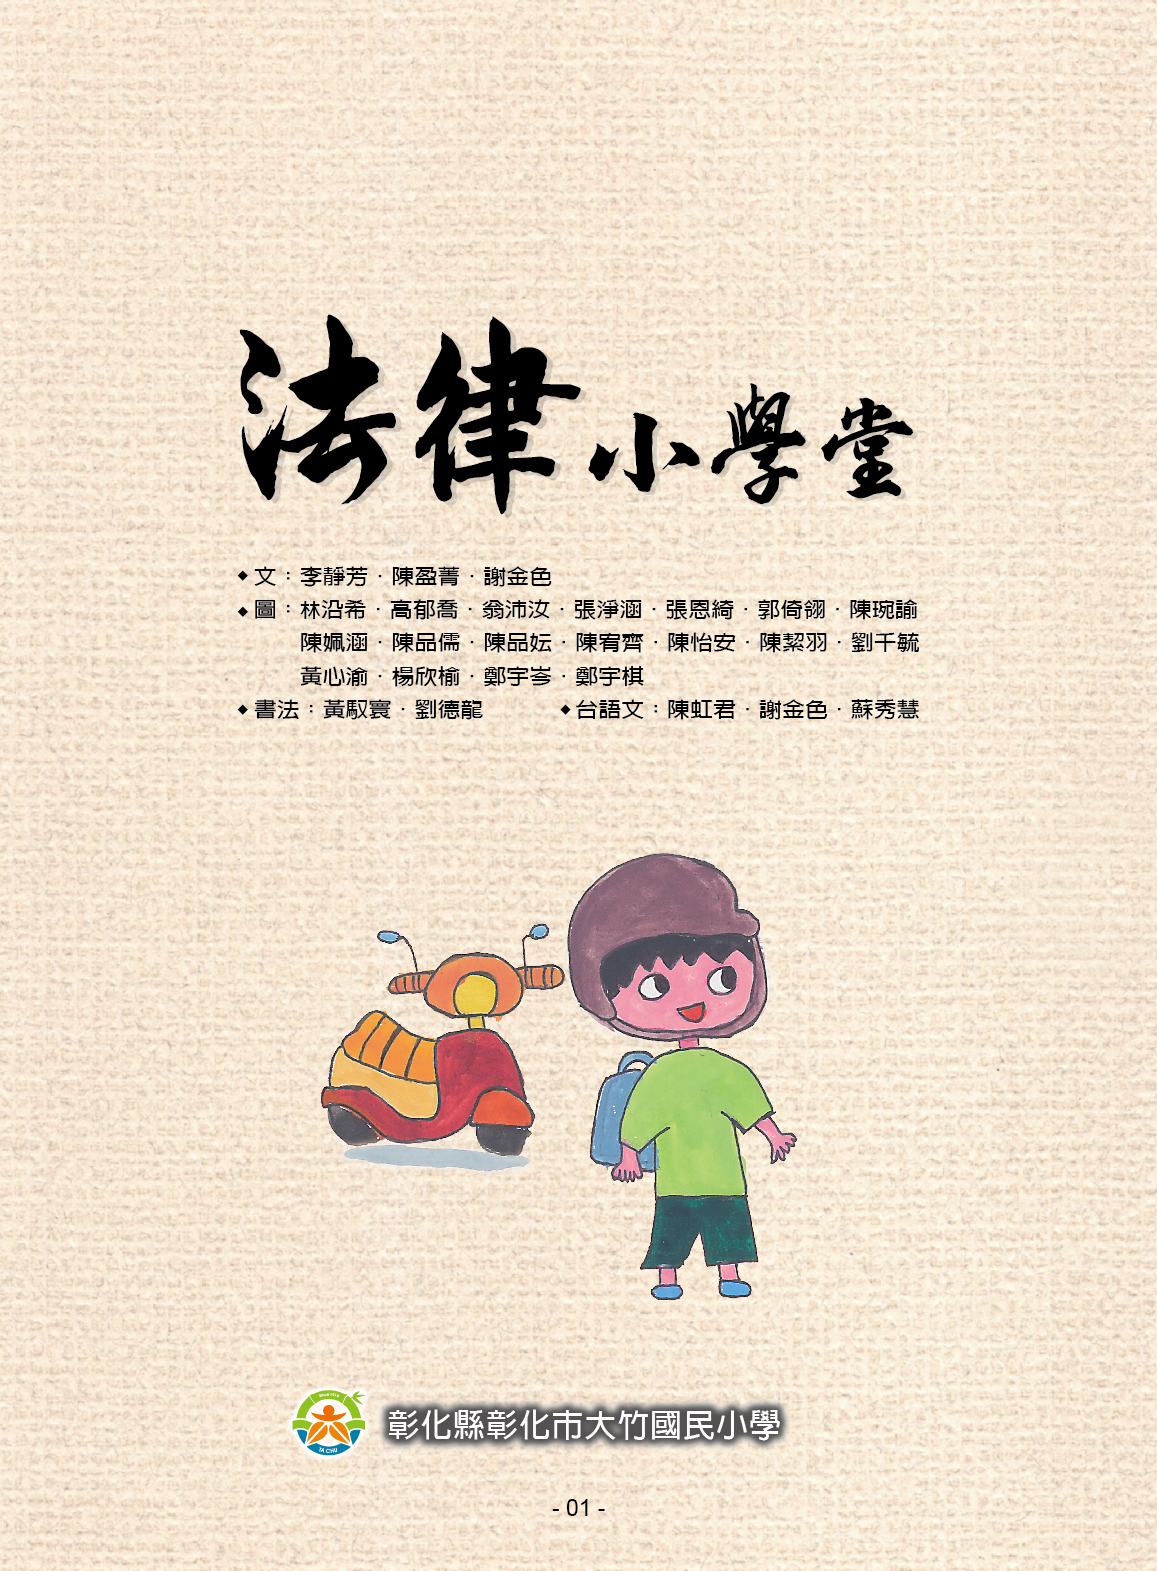 法律小學堂
◆文：李靜芳．陳盈菁．謝金色
◆圖：林沿希．高郁喬．翁沛汝．張淨涵．張恩綺．郭倚翎．陳琬諭
陳姵涵．陳品儒．陳品妘．陳宥齊．陳怡安．陳絜羽．劉千毓
黃心渝．楊欣榆．鄭宇岑．鄭宇棋
◆書法：黃馭寰．劉德龍 ◆台語文：陳虹君．謝金色．蘇秀慧
TA CHU
彰化縣彰化市大竹國民小學
- 01 -